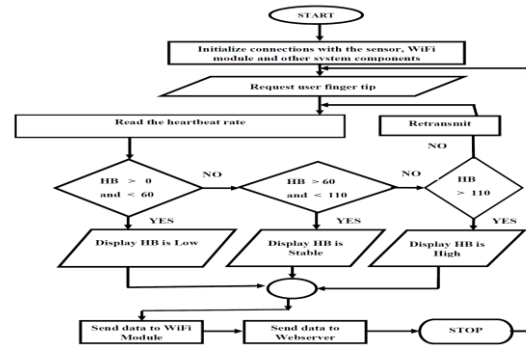 START
Initialize connections with the sensor, WiFi
module and other system components
Request user finger tip
Read the heartbeat rate
Retransmit
NO
HB > 0
and < 60
NO
HB > 60
and < 110
NO
HB
> 110
YES
YES
YES
Display HB is Low
Display HB is
Stable
Display HB is
High
Send data to WiFi
Module
Send data to
Webserver
STOP